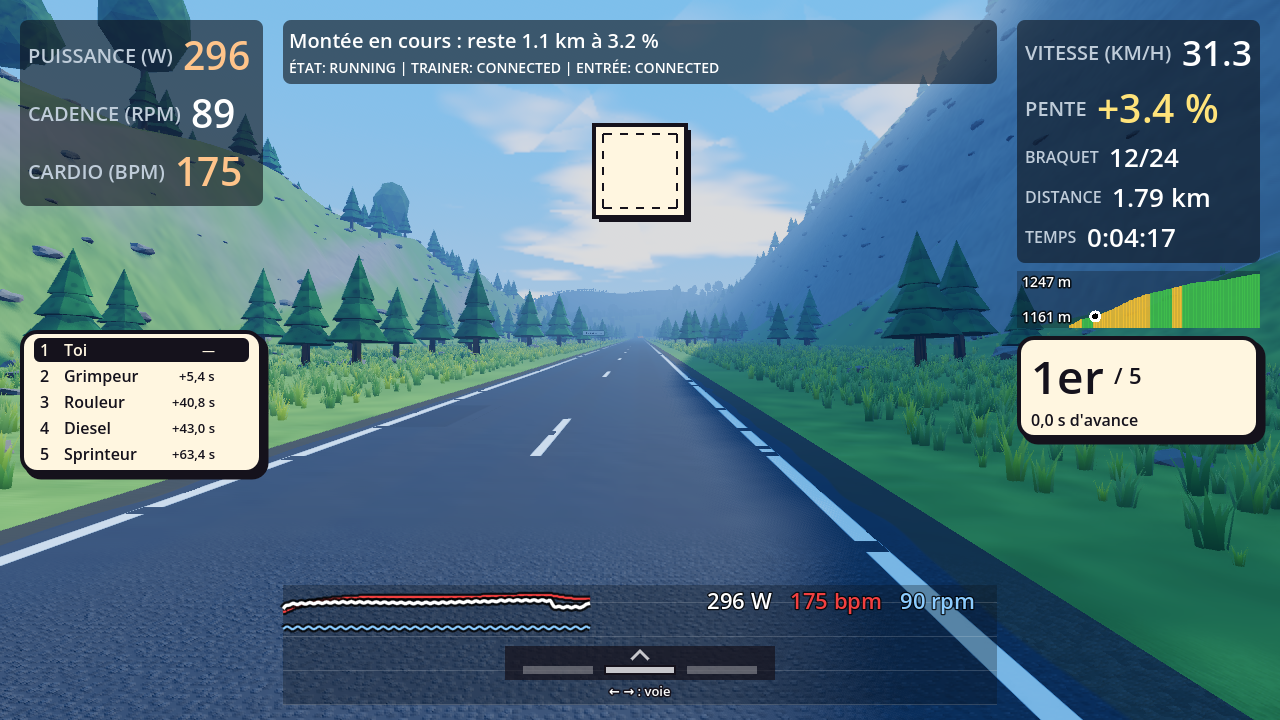 PUISSANCE (W) 296
CADENCE (RPM) 89
CARDIO (BPM) 175
Montée en cours : reste 1.1 km à 3.2 %
ÉTAT: RUNNING | TRAINER: CONNECTED | ENTRÉE: CONNECTED
VITESSE (KM/H) 31.3
PENTE +3.4 %
BRAQUET 12/24
DISTANCE 1.79 km
TEMPS 0:04:17
1247 m
1161 m
1 Toi —
2 Grimpeur +5,4 s
3 Rouleur +40,8 s
4 Diesel +43,0 s
5 Sprinteur +63,4 s
1er / 5
0,0 s d'avance
296 W 175 bpm 90 rpm
← → : voie